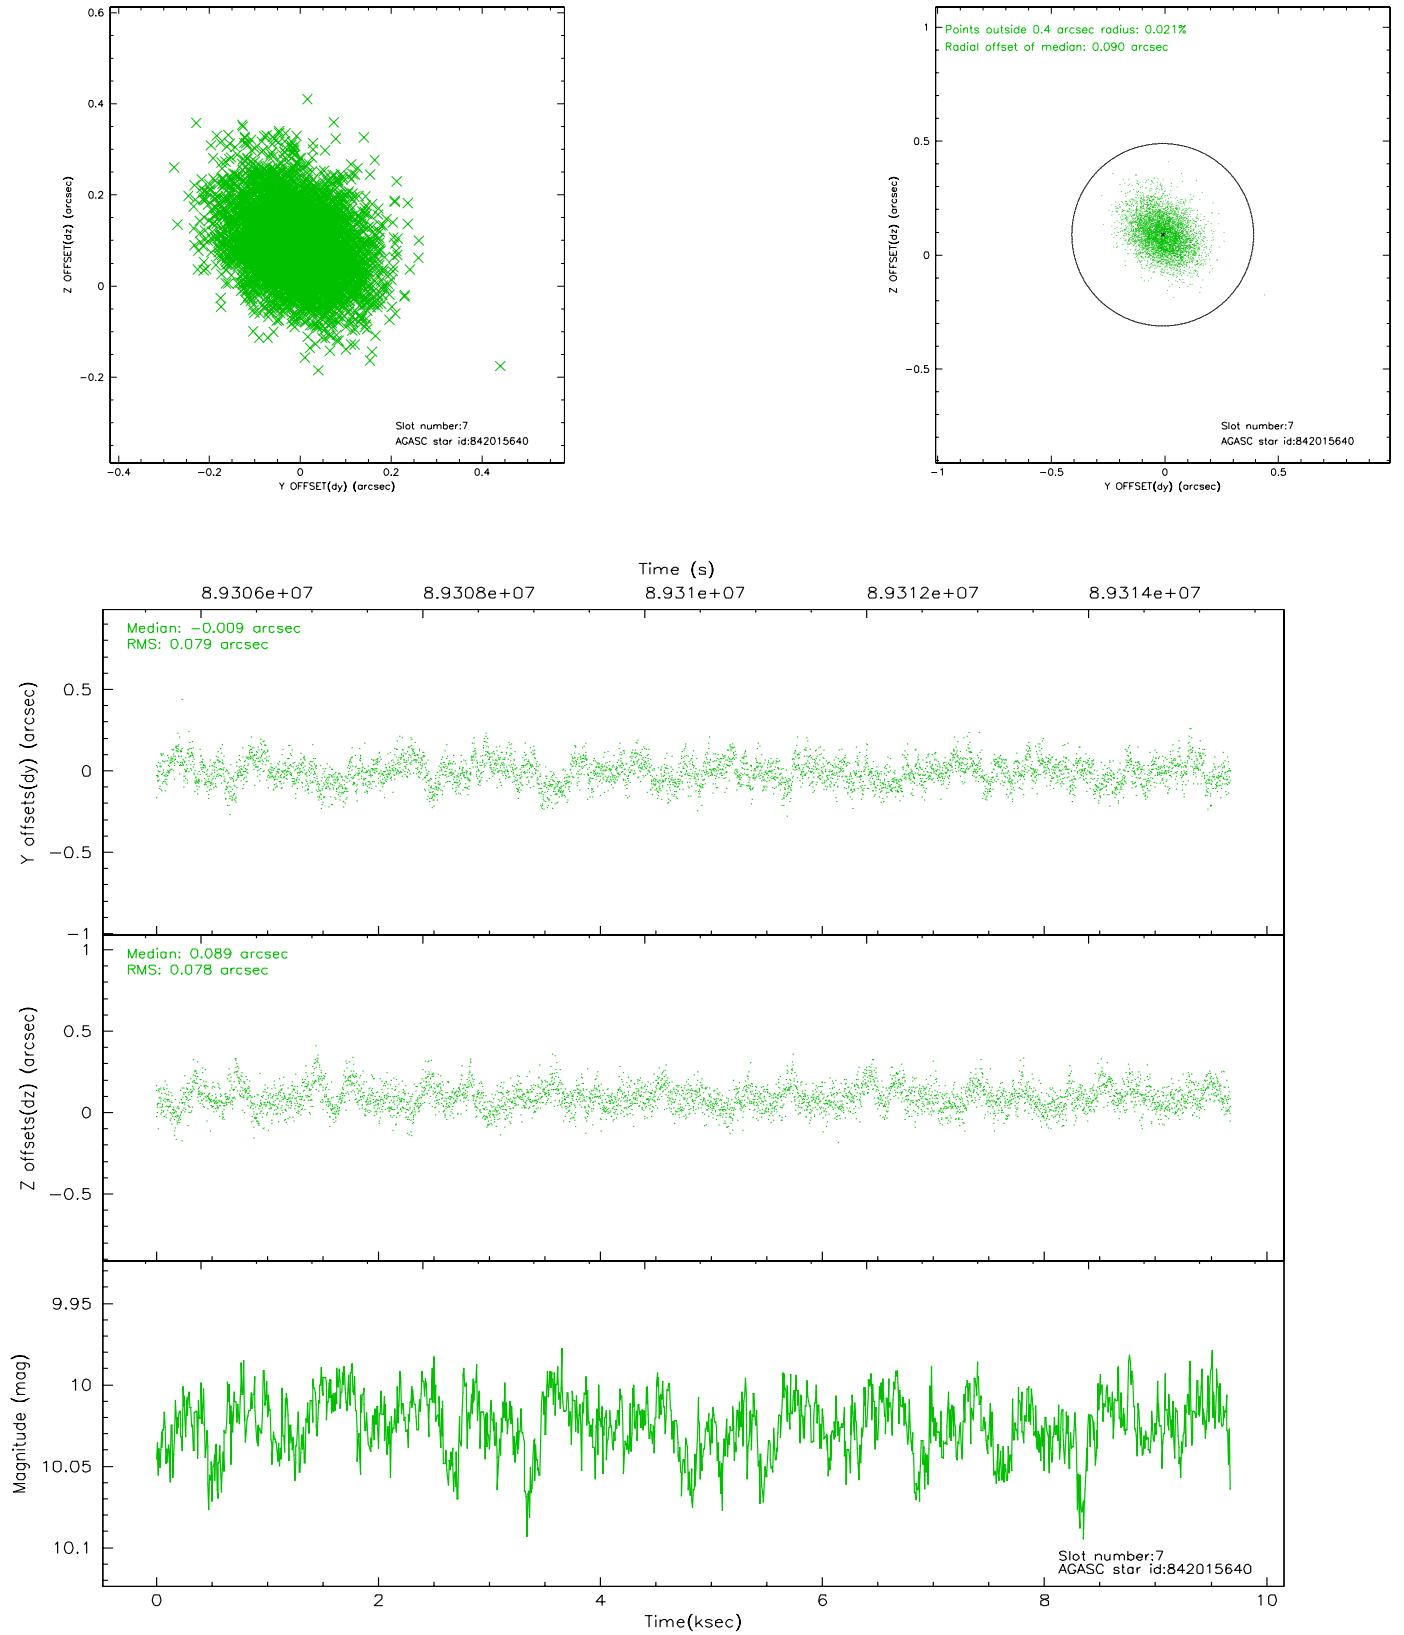 0.6
0.4
0.2
0
−0.2
Z OFFSET(dz) (arcsec)
Slot number:7
AGASC star id:842015640
−0.4 −0.2 0 0.2 0.4
Y OFFSET(dy) (arcsec)
Points outside 0.4 arcsec radius: 0.021%
Radial offset of median: 0.090 arcsec
1
0.5
0
−0.5
Z OFFSET(dz) (arcsec)
Slot number:7
AGASC star id:842015640
−1 −0.5 0 0.5
Y OFFSET(dy) (arcsec)
Time (s)
8.9306e+07 8.9308e+07 8.931e+07 8.9312e+07 8.9314e+07
Median: −0.009 arcsec
RMS: 0.079 arcsec
0.5
0
−0.5
−1
Y offsets(dy) (arcsec)
Median: 0.089 arcsec
RMS: 0.078 arcsec
1
0.5
0
−0.5
Z offsets(dz) (arcsec)
9.95
10
10.05
10.1
Magnitude (mag)
Slot number:7
AGASC star id:842015640
0 2 4 6 8 10
Time(ksec)